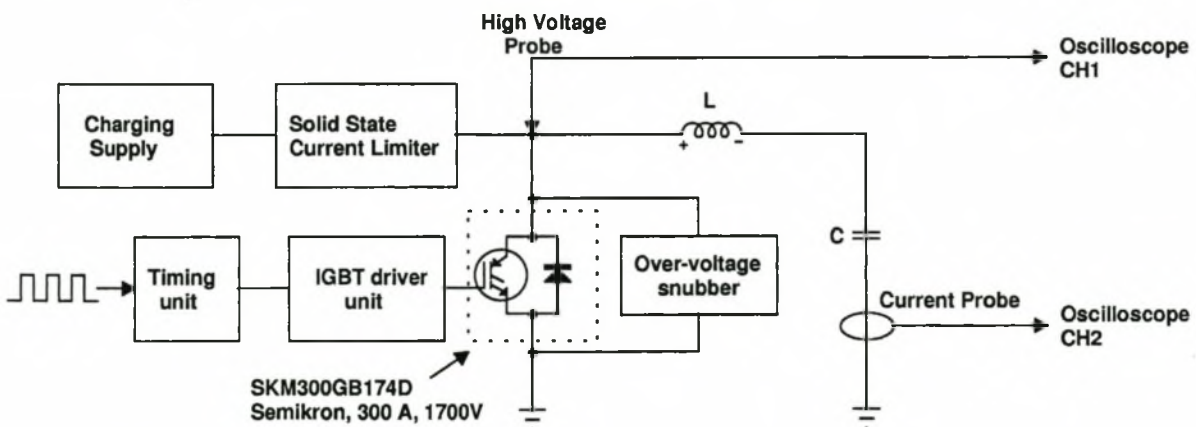 High Voltage
Probe
Oscilloscope
CH1
Charging
Supply
Solid State
Current Limiter
L
+ -
C
Timing
unit
IGBT driver
unit
Over-voltage
snubber
Current Probe
Oscilloscope
CH2
SKM300GB174D
Semikron, 300 A, 1700V